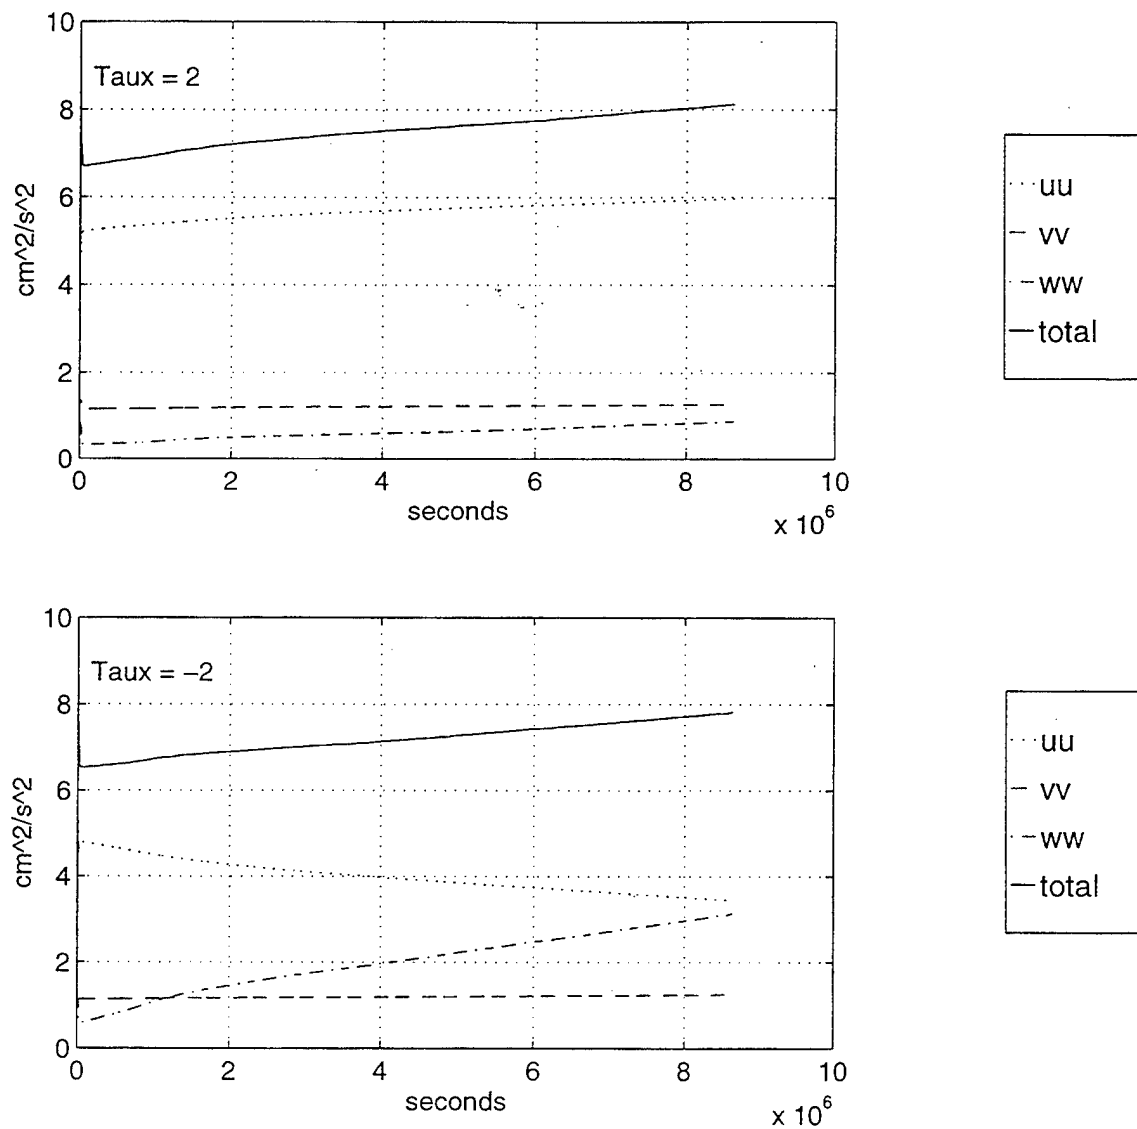 10
Taux = 2
8
6
4
2
0
cm^2/s^2
0 2 4 6 8 10
seconds
x 10^6
uu
vv
ww
total
10
Taux = −2
8
6
4
2
0
cm^2/s^2
0 2 4 6 8 10
seconds
x 10^6
uu
vv
ww
total